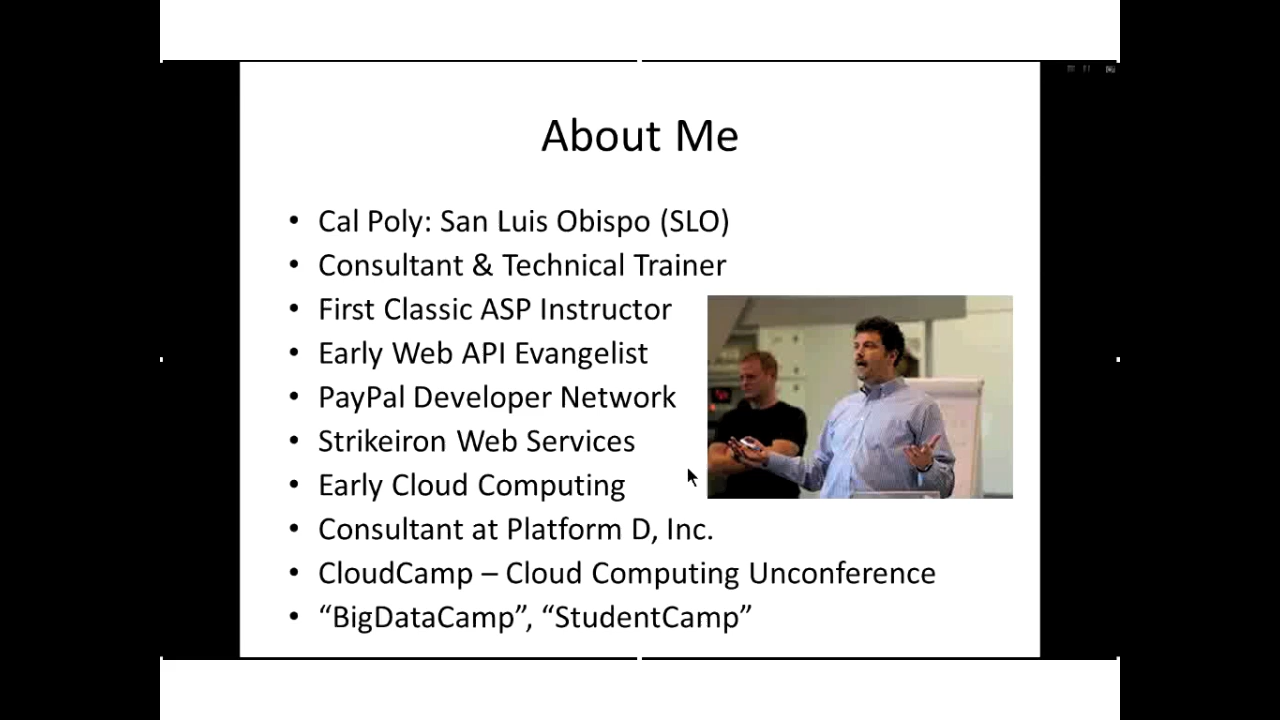 About Me
• Cal Poly: San Luis Obispo (SLO)
• Consultant & Technical Trainer
• First Classic ASP Instructor
• Early Web API Evangelist
• PayPal Developer Network
• Strikeiron Web Services
• Early Cloud Computing
• Consultant at Platform D, Inc.
• CloudCamp – Cloud Computing Unconference
• “BigDataCamp”, “StudentCamp”